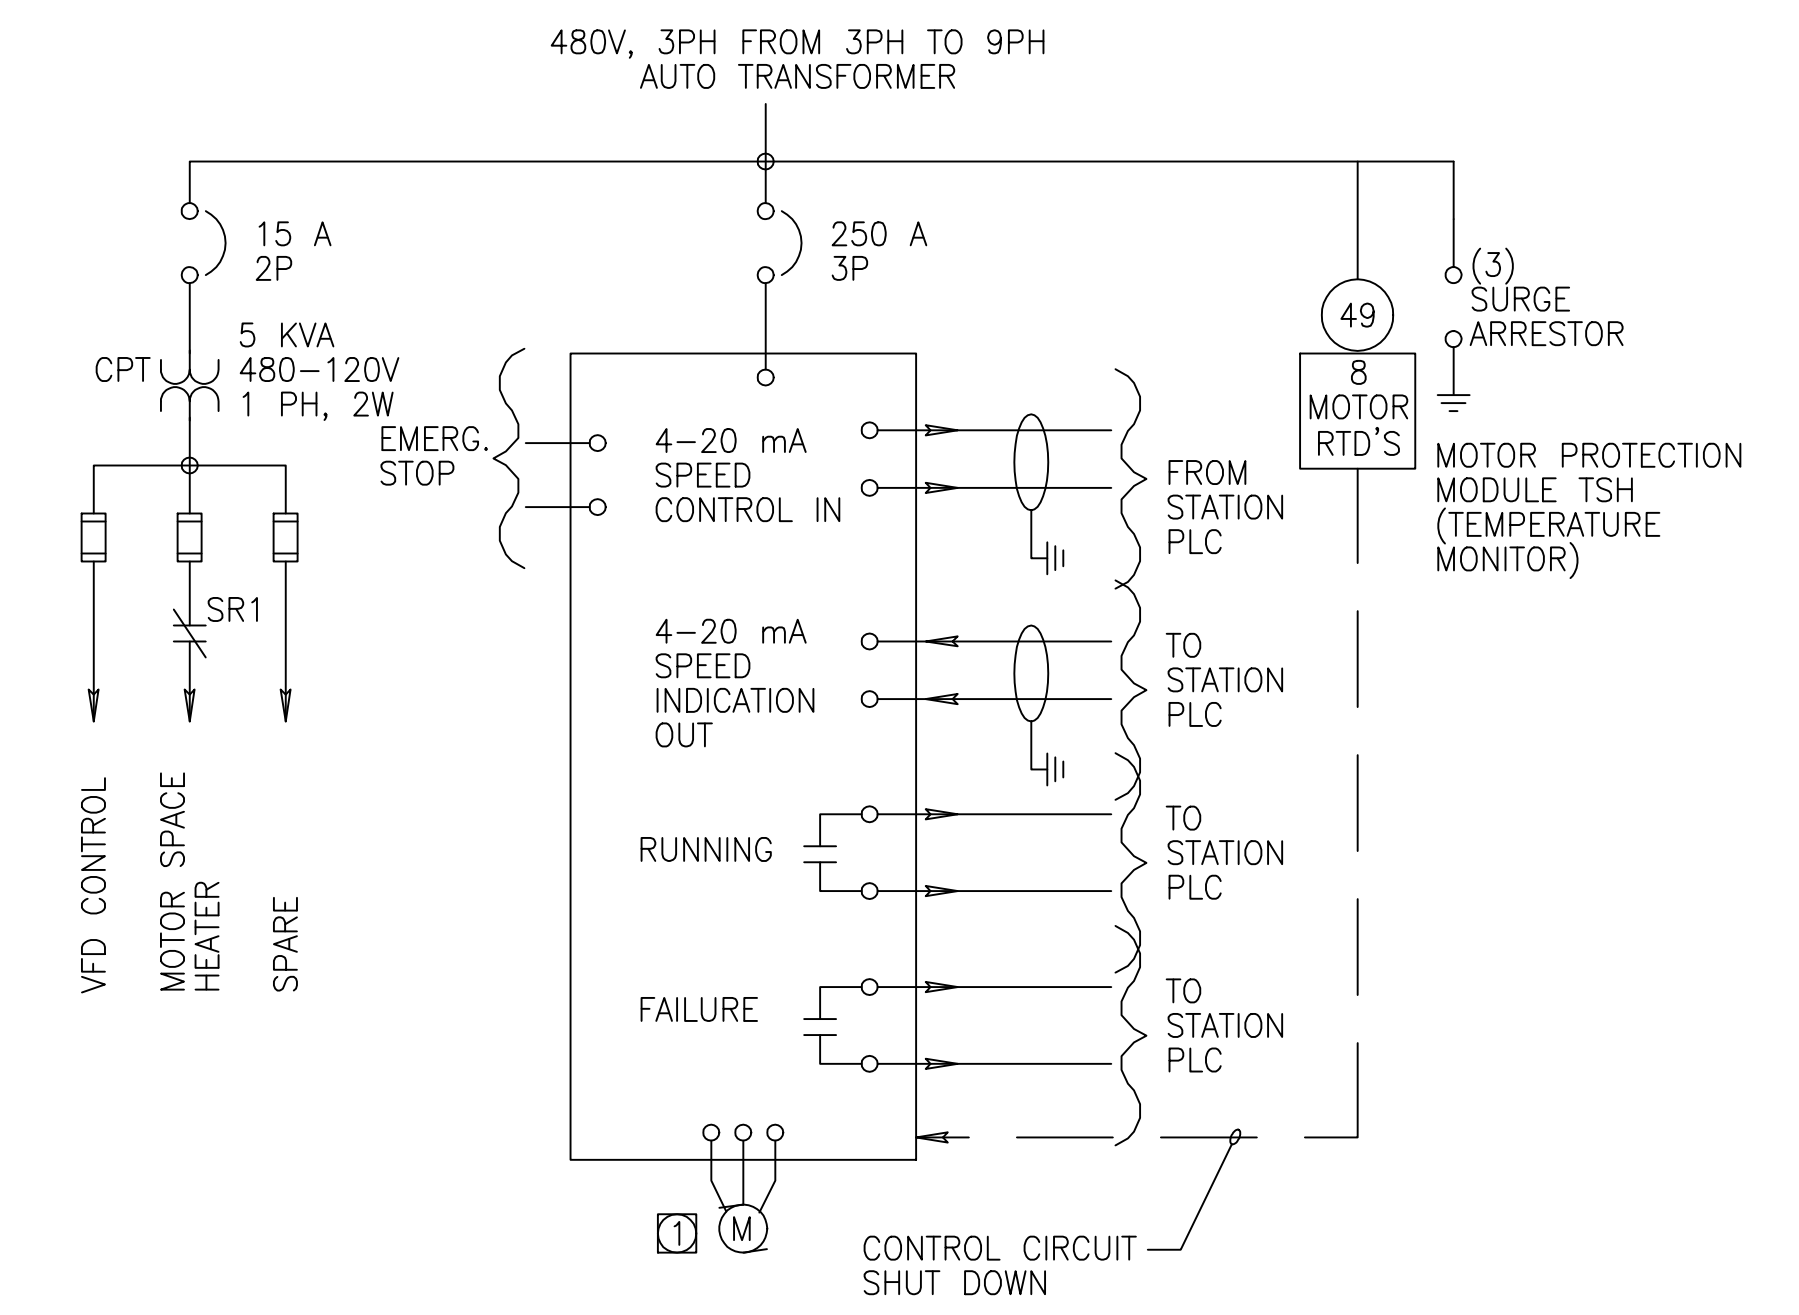 480V, 3PH FROM 3PH TO 9PH
AUTO TRANSFORMER
15 A
2P
250 A
3P
(3)
SURGE
ARRESTOR
49
8
MOTOR
RTD'S
CPT
5 KVA
480-120V
1 PH, 2W
EMERG.
STOP
4-20 mA
SPEED
CONTROL IN
FROM
STATION
PLC
MOTOR PROTECTION
MODULE TSH
(TEMPERATURE
MONITOR)
SR1
4-20 mA
SPEED
INDICATION
OUT
TO
STATION
PLC
VFD CONTROL
MOTOR SPACE
HEATER
SPARE
RUNNING
TO
STATION
PLC
FAILURE
TO
STATION
PLC
1
M
CONTROL CIRCUIT
SHUT DOWN